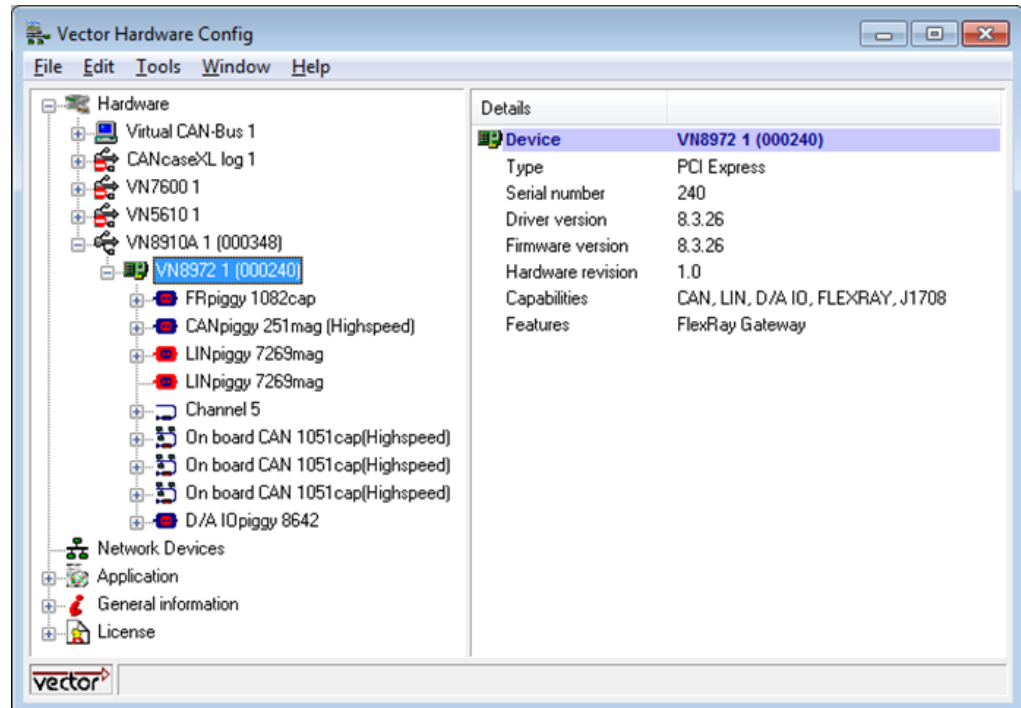 Vector Hardware Config
File Edit Tools Window Help
Hardware
Virtual CAN-Bus 1
CANcaseXL log 1
VN7600 1
VN5610 1
VN8910A 1 (000348)
VN8972 1 (000240)
FRpiggy 1082cap
CANpiggy 251mag (Highspeed)
LINpiggy 7269mag
LINpiggy 7269mag
Channel 5
On board CAN 1051cap(Highspeed)
On board CAN 1051cap(Highspeed)
On board CAN 1051cap(Highspeed)
D/A IOpiggy 8642
Network Devices
Application
General information
License
Details
Device VN8972 1 (000240)
Type PCI Express
Serial number 240
Driver version 8.3.26
Firmware version 8.3.26
Hardware revision 1.0
Capabilities CAN, LIN, D/A IO, FLEXRAY, J1708
Features FlexRay Gateway
vector